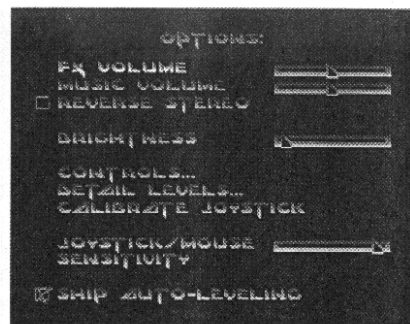 OPTIONS:
FX VOLUME
MUSIC VOLUME
REVERSE STEREO
BRIGHTNESS
CONTROLS...
DETAIL LEVELS...
CALIBRATE JOYSTICK
JOYSTICK/MOUSE
SENSITIVITY
SHIP AUTO-LEVELING